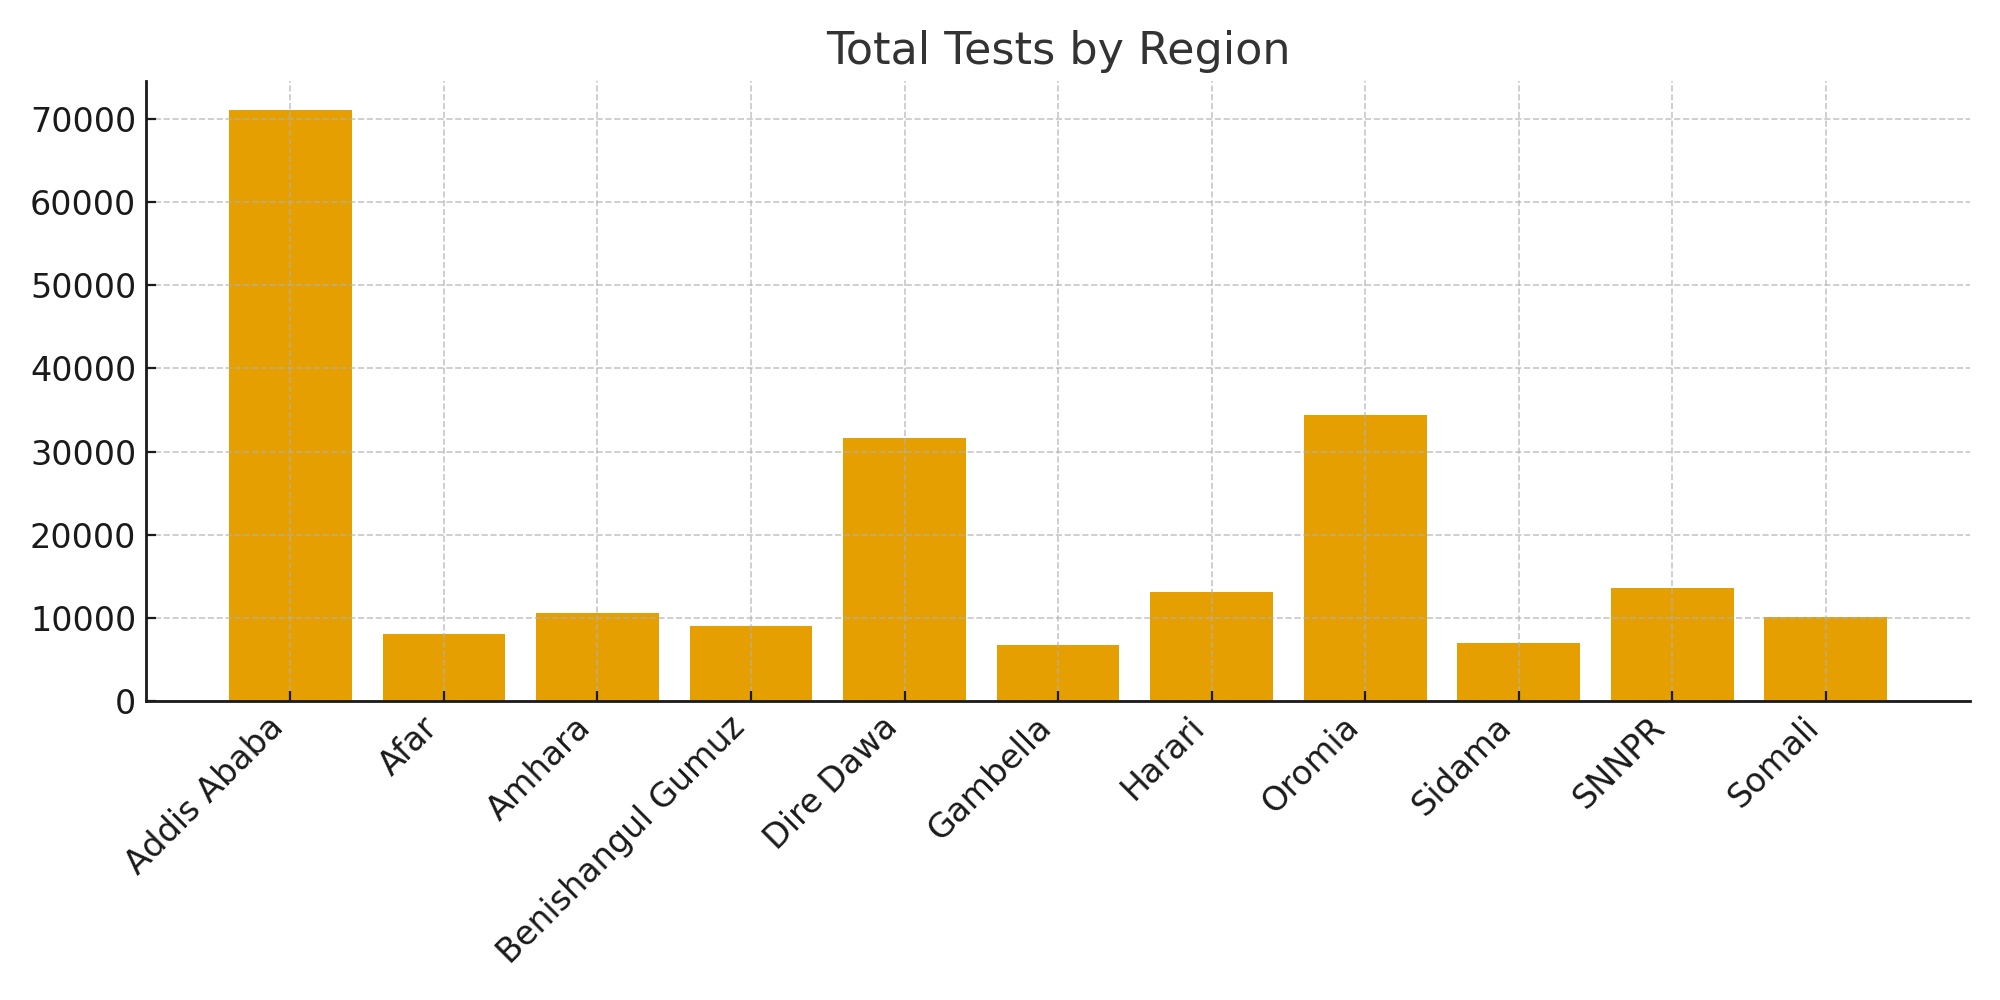 Total Tests by Region
70000
60000
50000
40000
30000
20000
10000
0
Addis Ababa
Afar
Amhara
Benishangul Gumuz
Dire Dawa
Gambella
Harari
Oromia
Sidama
SNNPR
Somali